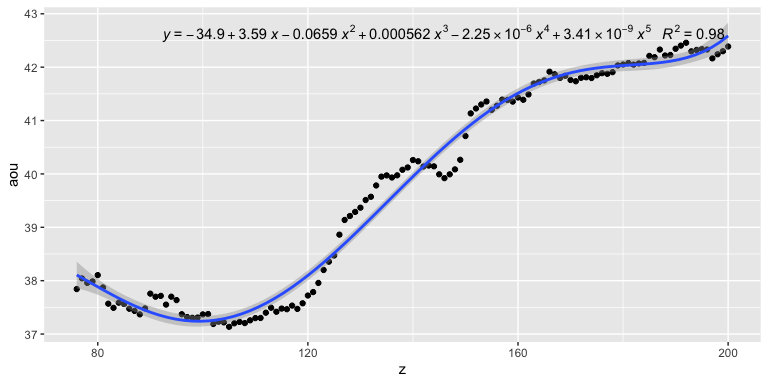 y = −34.9 + 3.59 x − 0.0659 x² + 0.000562 x³ − 2.25 × 10⁻⁶ x⁴ + 3.41 × 10⁻⁹ x⁵   R² = 0.98
43
42
41
40
39
38
37
aou
80 120 160 200
z